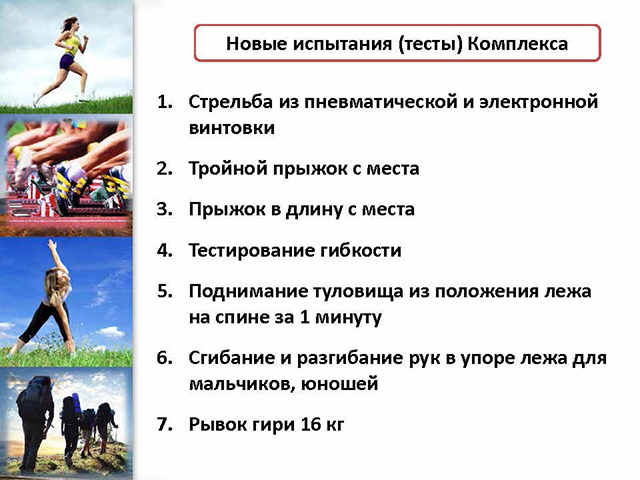 Новые испытания (тесты) Комплекса
1. Стрельба из пневматической и электронной
винтовки
2. Тройной прыжок с места
3. Прыжок в длину с места
4. Тестирование гибкости
5. Поднимание туловища из положения лежа
на спине за 1 минуту
6. Сгибание и разгибание рук в упоре лежа для
мальчиков, юношей
7. Рывок гири 16 кг